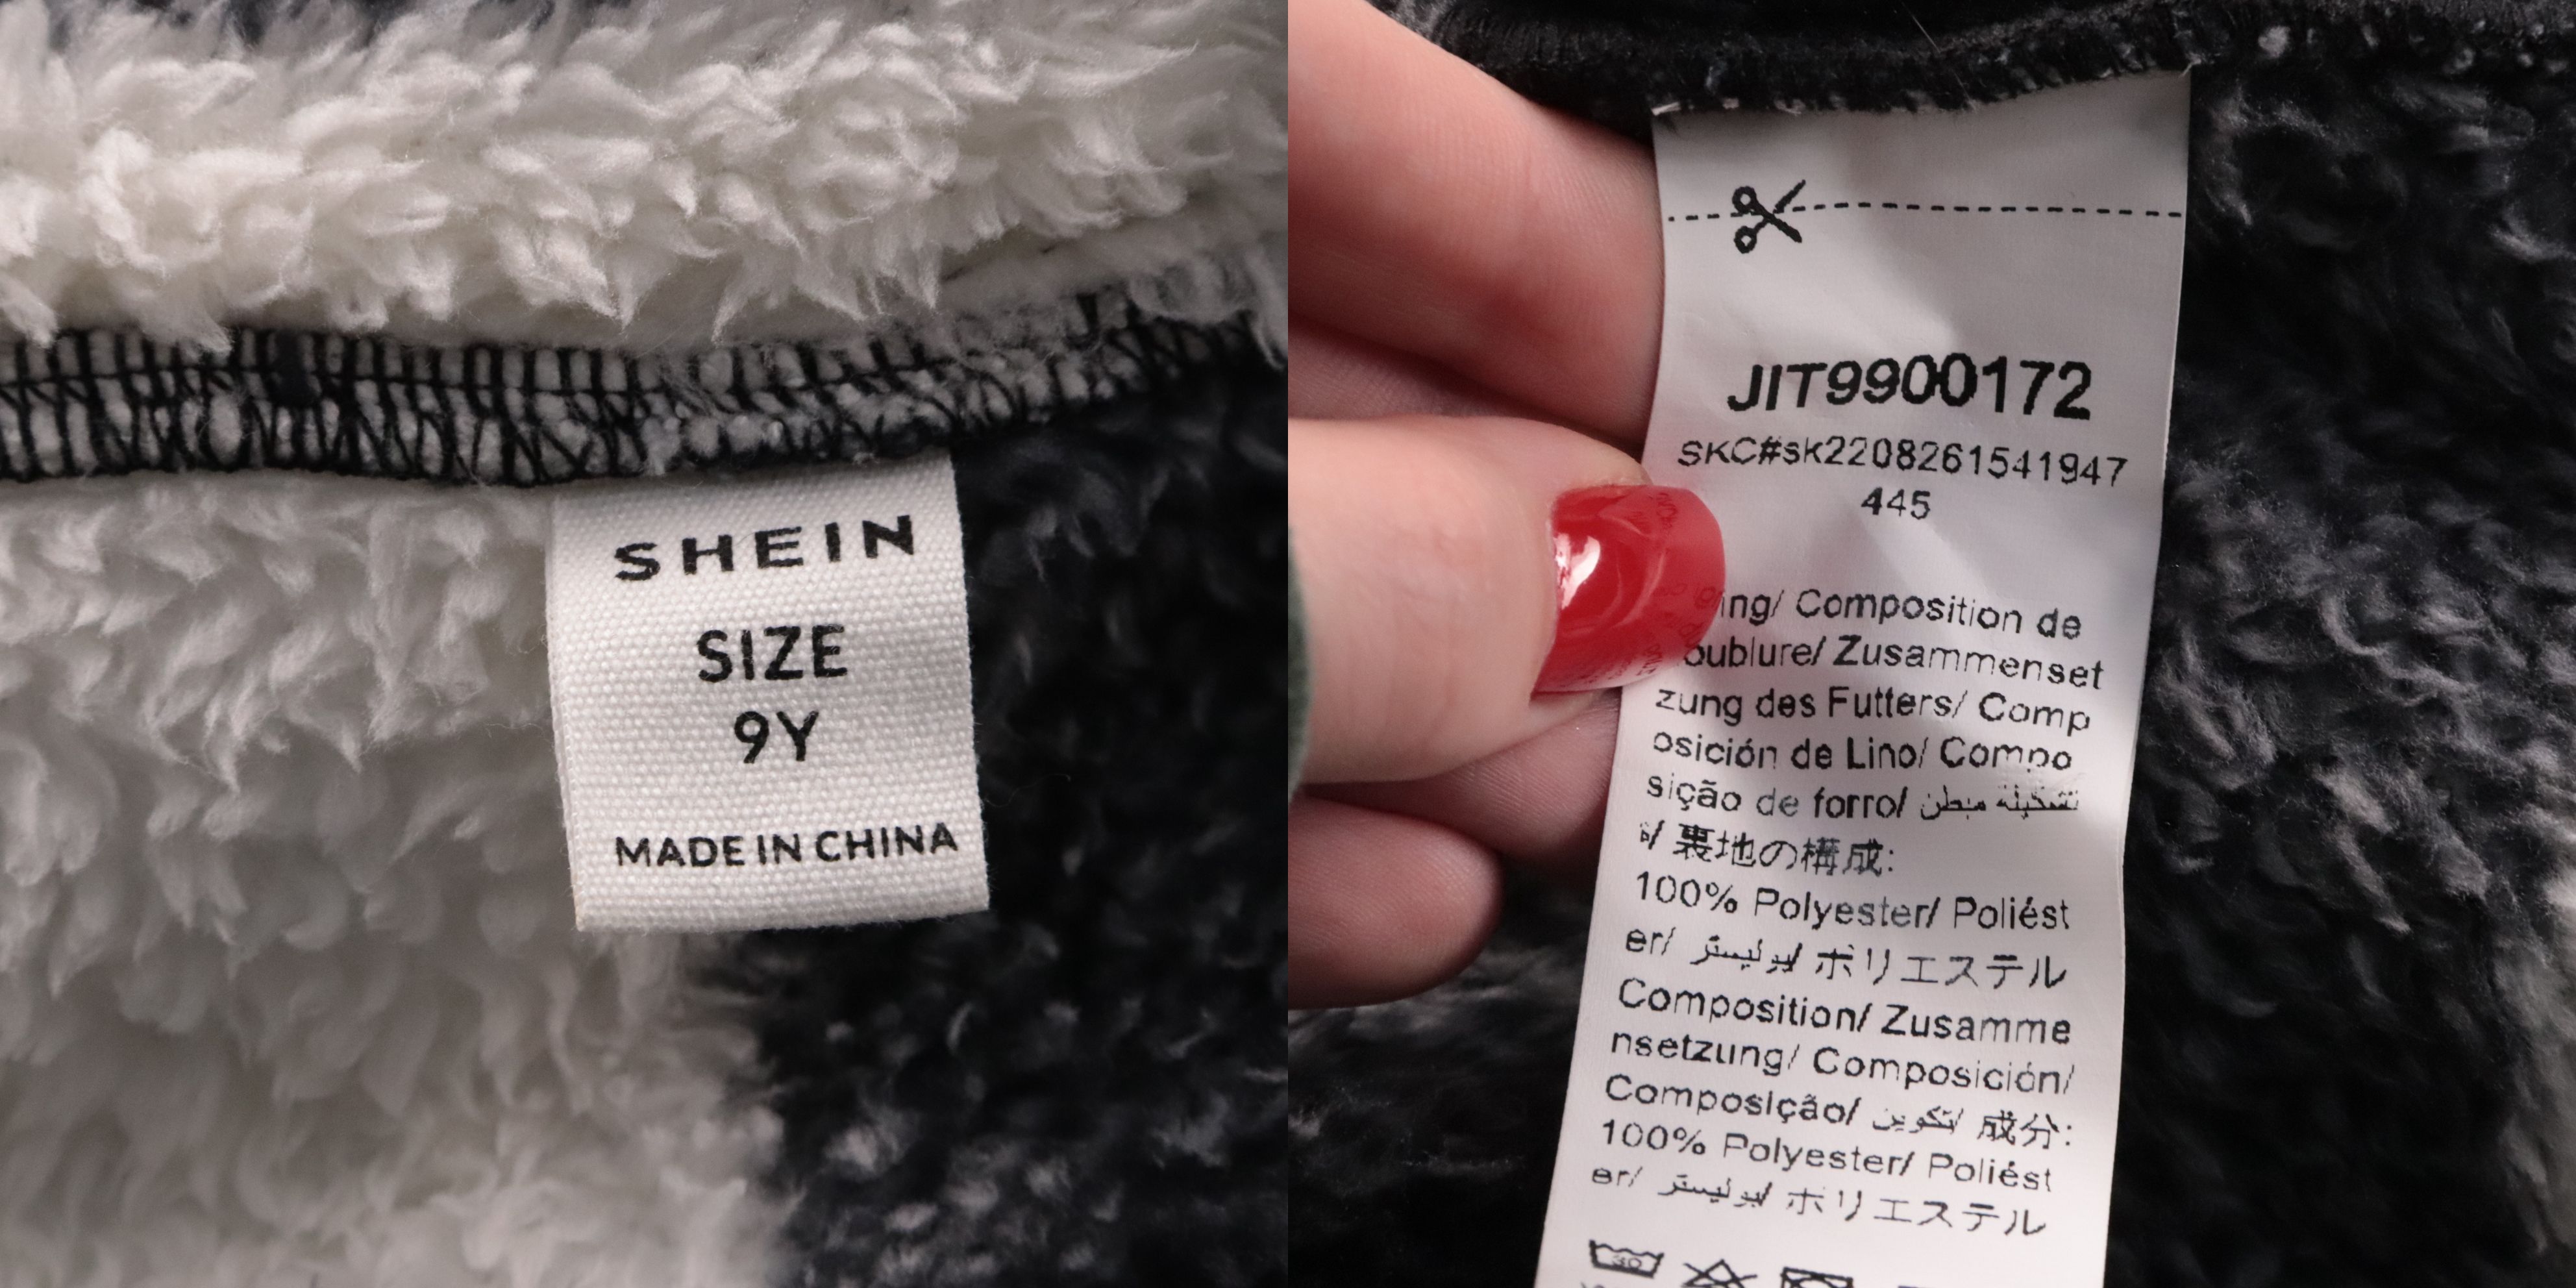 SHEIN
SIZE
9Y
MADE IN CHINA
JIT9900172
SKC#sk2208261541947
445
ing/ Composition de
oublure/ Zusammenset
zung des Futters/ Comp
osición de Lino/ Compo
sição de forro/ تشكيلة مبطن
/ 裏地の構成:
100% Polyester/ Poliést
er/ بوليستر/ ポリエステル
Composition/ Zusamme
nsetzung/ Composición/
Composição/ تكوين/ 成分:
100% Polyester/ Poliést
er/ بوليستر/ ポリエステル
30